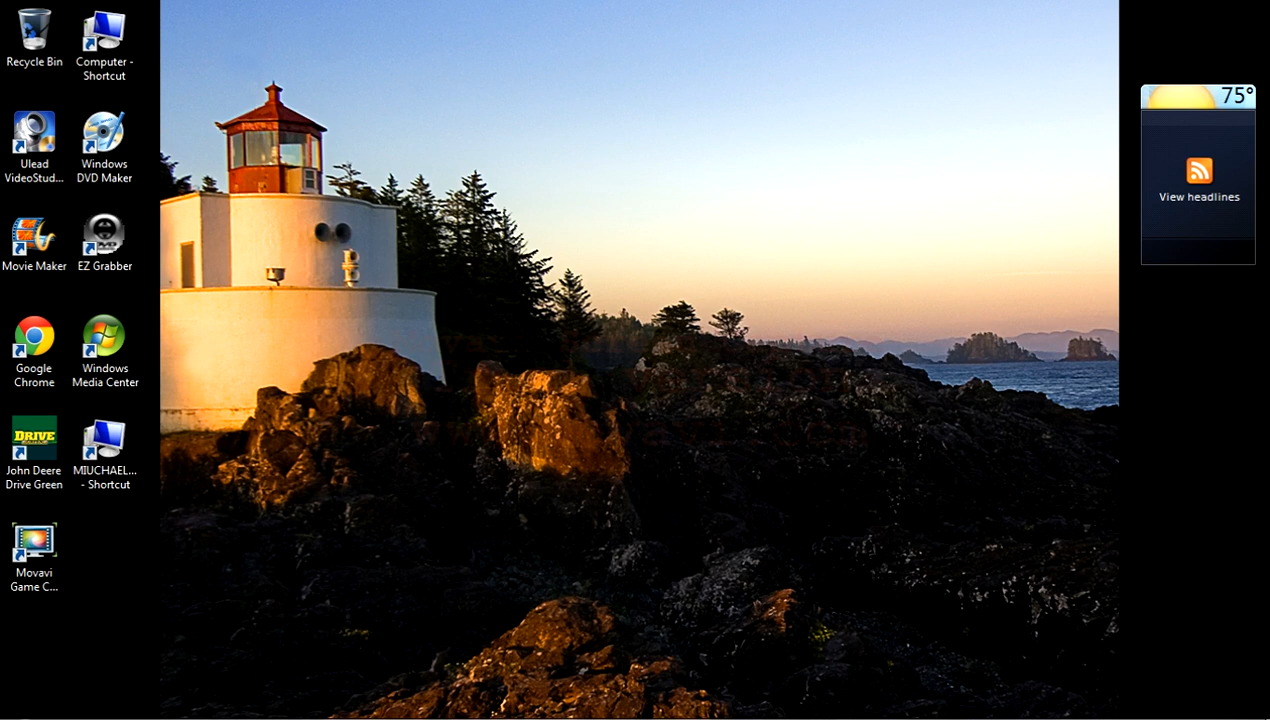 Recycle Bin
Computer -
Shortcut
Ulead
VideoStud...
Windows
DVD Maker
Movie Maker
EZ Grabber
Google
Chrome
Windows
Media Center
DRIVE
John Deere
Drive Green
MIUCHAEL...
- Shortcut
Movavi
Game C...
75°
View headlines